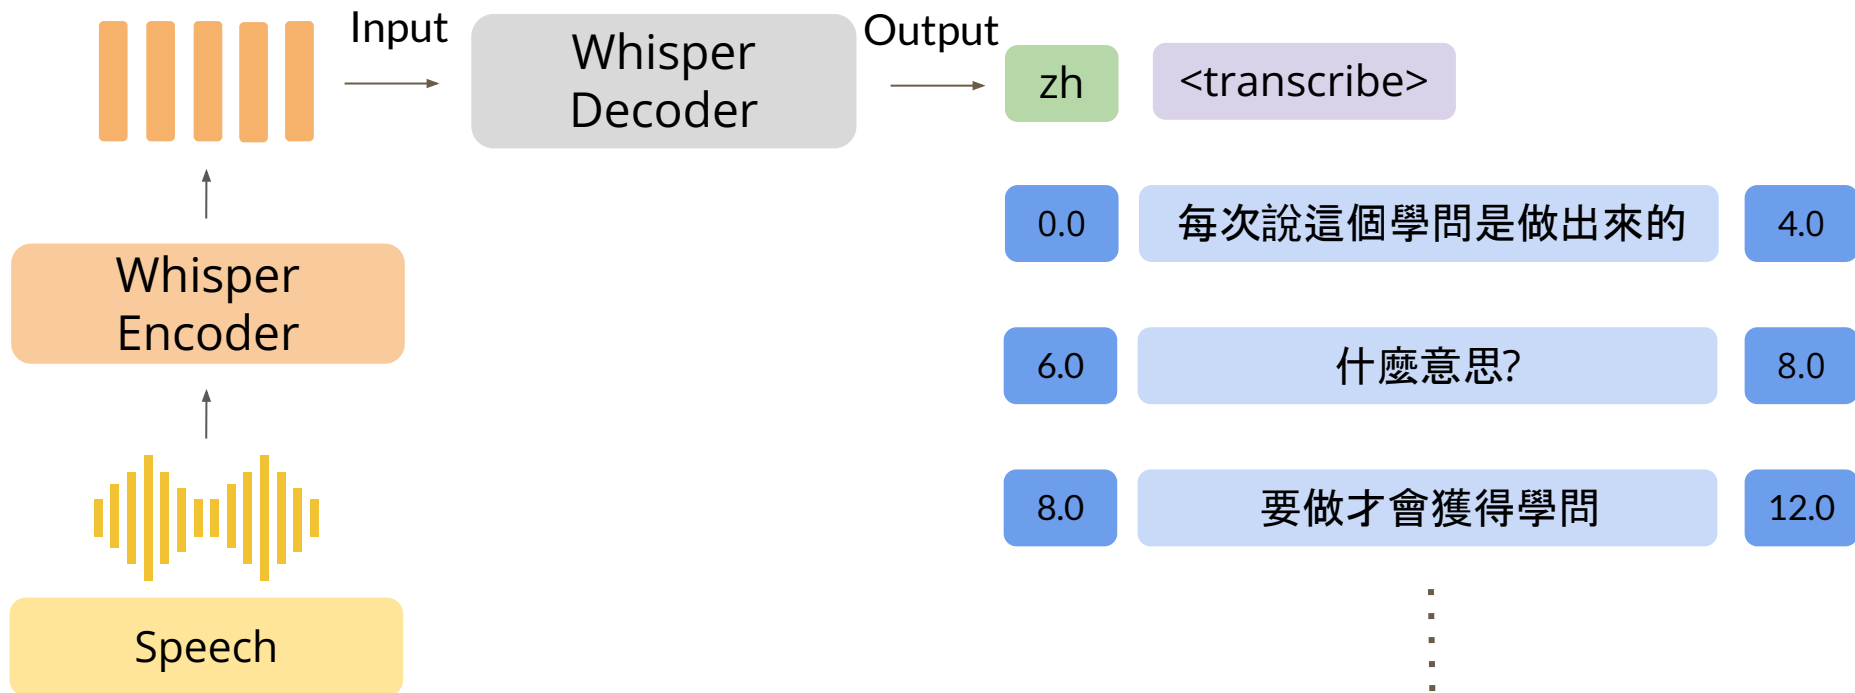 Input
Whisper
Decoder
Output
zh
<transcribe>
0.0
每次說這個學問是做出來的
4.0
Whisper
Encoder
6.0
什麼意思?
8.0
8.0
要做才會獲得學問
12.0
Speech